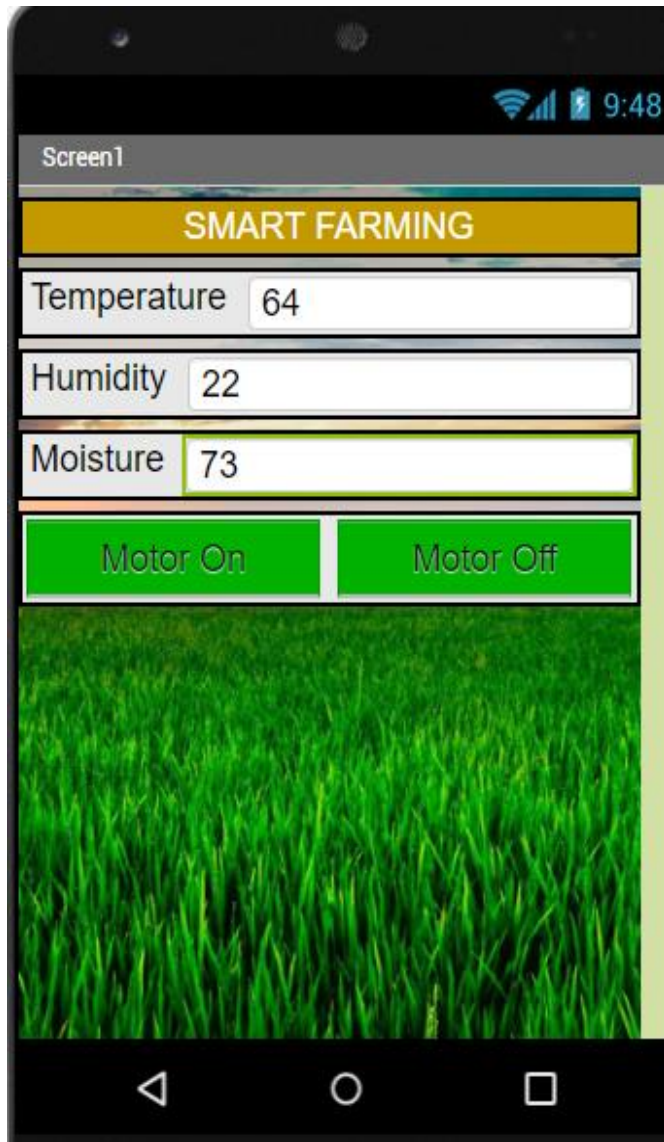 9:48
Screen1
SMART FARMING
Temperature 64
Humidity 22
Moisture 73
Motor On Motor Off